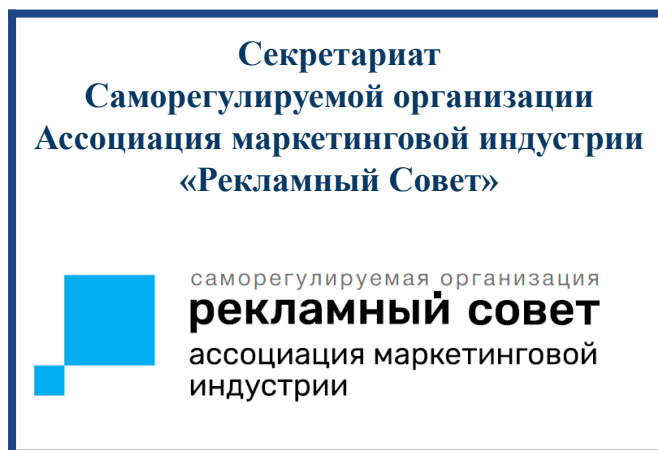 Секретариат
Саморегулируемой организации
Ассоциация маркетинговой индустрии
«Рекламный Совет»
саморегулируемая организация
рекламный совет
ассоциация маркетинговой
индустрии